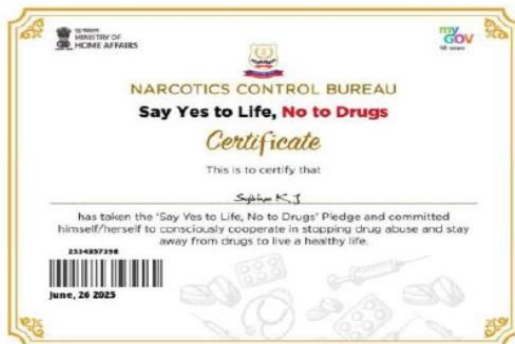 MINISTRY OF
HOME AFFAIRS
my
GOV
NARCOTICS CONTROL BUREAU
Say Yes to Life, No to Drugs
Certificate
This is to certify that
K J
has taken the 'Say Yes to Life, No to Drugs' Pledge and committed
himself/herself to consciously cooperate in stopping drug abuse and stay
away from drugs to live a healthy life.
June, 26 2025